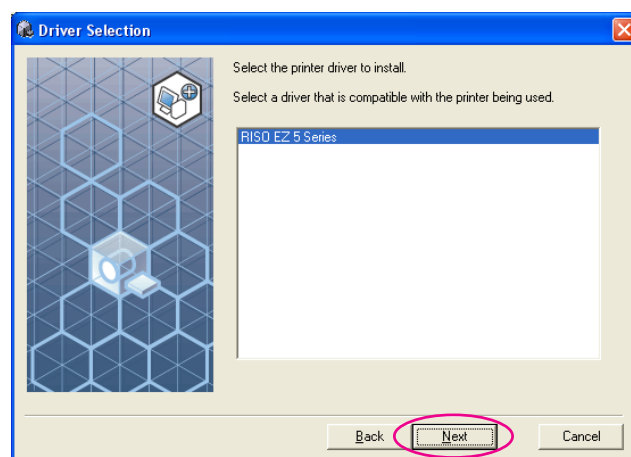 Driver Selection
Select the printer driver to install.
Select a driver that is compatible with the printer being used.
RISO EZ 5 Series
Back Next Cancel